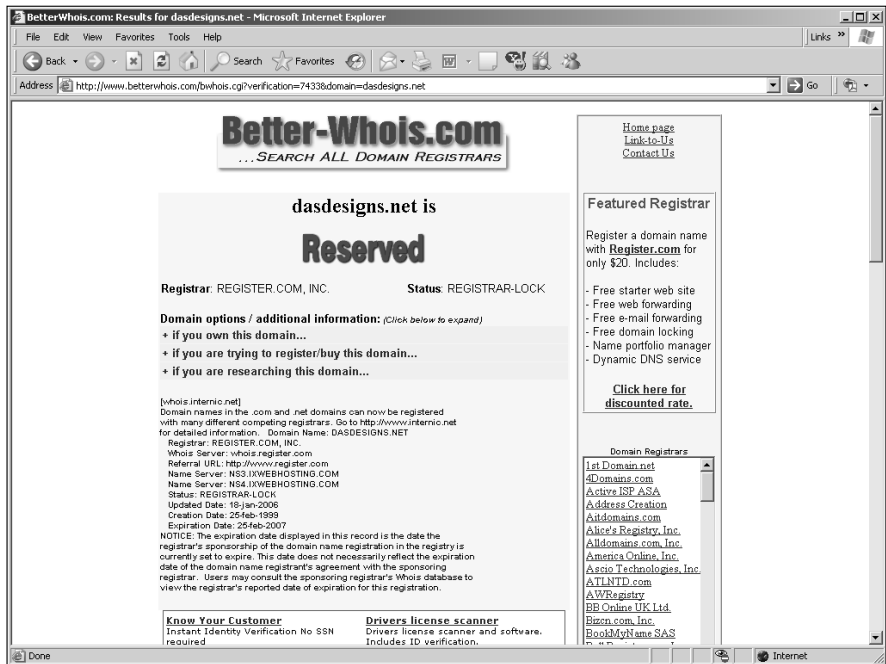 BetterWhois.com: Results for dasdesigns.net - Microsoft Internet Explorer
File Edit View Favorites Tools Help
Links »
Back Search Favorites
Address http://www.betterwhois.com/bwhois.cgi?verification=7433&domain=dasdesigns.net Go
Better-Whois.com
...SEARCH ALL DOMAIN REGISTRARS
Home page
Link-to-Us
Contact Us
dasdesigns.net is
Reserved
Registrar: REGISTER.COM, INC. Status: REGISTRAR-LOCK
Domain options / additional information: (Click below to expand)
+ if you own this domain...
+ if you are trying to register/buy this domain...
+ if you are researching this domain...
[whois.internic.net]
Domain names in the .com and .net domains can now be registered
with many different competing registrars. Go to http://www.internic.net
for detailed information. Domain Name: DASDESIGNS.NET
Registrar: REGISTER.COM, INC.
Whois Server: whois.register.com
Referral URL: http://www.register.com
Name Server: NS3.IXWEBHOSTING.COM
Name Server: NS4.IXWEBHOSTING.COM
Status: REGISTRAR-LOCK
Updated Date: 18-jan-2006
Creation Date: 25-feb-1999
Expiration Date: 25-feb-2007
NOTICE: The expiration date displayed in this record is the date the
registrar's sponsorship of the domain name registration in the registry is
currently set to expire. This date does not necessarily reflect the expiration
date of the domain name registrant's agreement with the sponsoring
registrar. Users may consult the sponsoring registrar's Whois database to
view the registrar's reported date of expiration for this registration.
Know Your Customer
Instant Identity Verification No SSN
required
Drivers license scanner
Drivers license scanner and software.
Includes ID verification.
Featured Registrar
Register a domain name
with Register.com for
only $20. Includes:
- Free starter web site
- Free web forwarding
- Free e-mail forwarding
- Free domain locking
- Name portfolio manager
- Dynamic DNS service
Click here for
discounted rate.
Domain Registrars
1st Domain.net
4Domains.com
Active ISP ASA
Address Creation
Aitdomains.com
Alice's Registry, Inc.
Alldomains.com, Inc.
America Online, Inc.
Ascio Technologies, Inc.
ATLNTD.com
AWRegistry
BB Online UK Ltd.
Bizcn.com, Inc.
BookMyName SAS
Done Internet